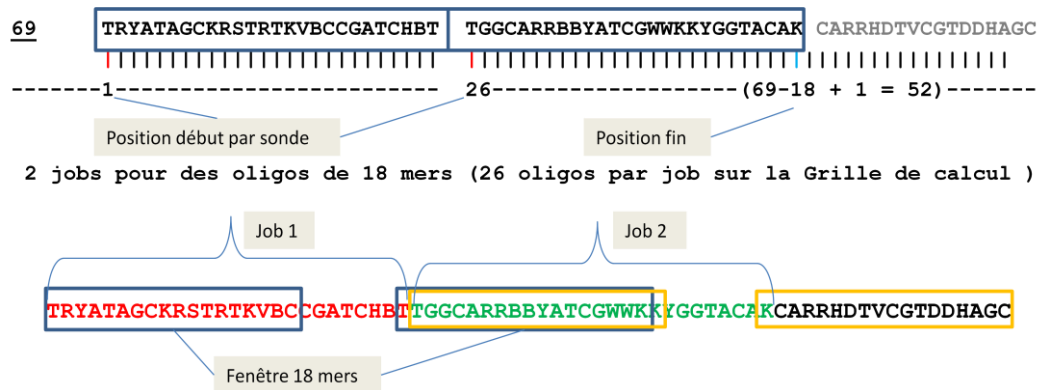 69 TRYATAGCKRSTRTKVBCCGATCHBT TGGCARRBBYATCGWWKKYGGTACAK CARRHDTVCGTDDHAGC
-------1------------------------- 26-------------------(69-18 + 1 = 52)-------
Position début par sonde
Position fin
2 jobs pour des oligos de 18 mers (26 oligos par job sur la Grille de calcul )
Job 1
Job 2
TRYATAGCKRSTRTKVBCCGATCHBTTGGCARRBBYATCGWWKKYGGTACAKCARRHDTVCGTDDHAGC
Fenêtre 18 mers